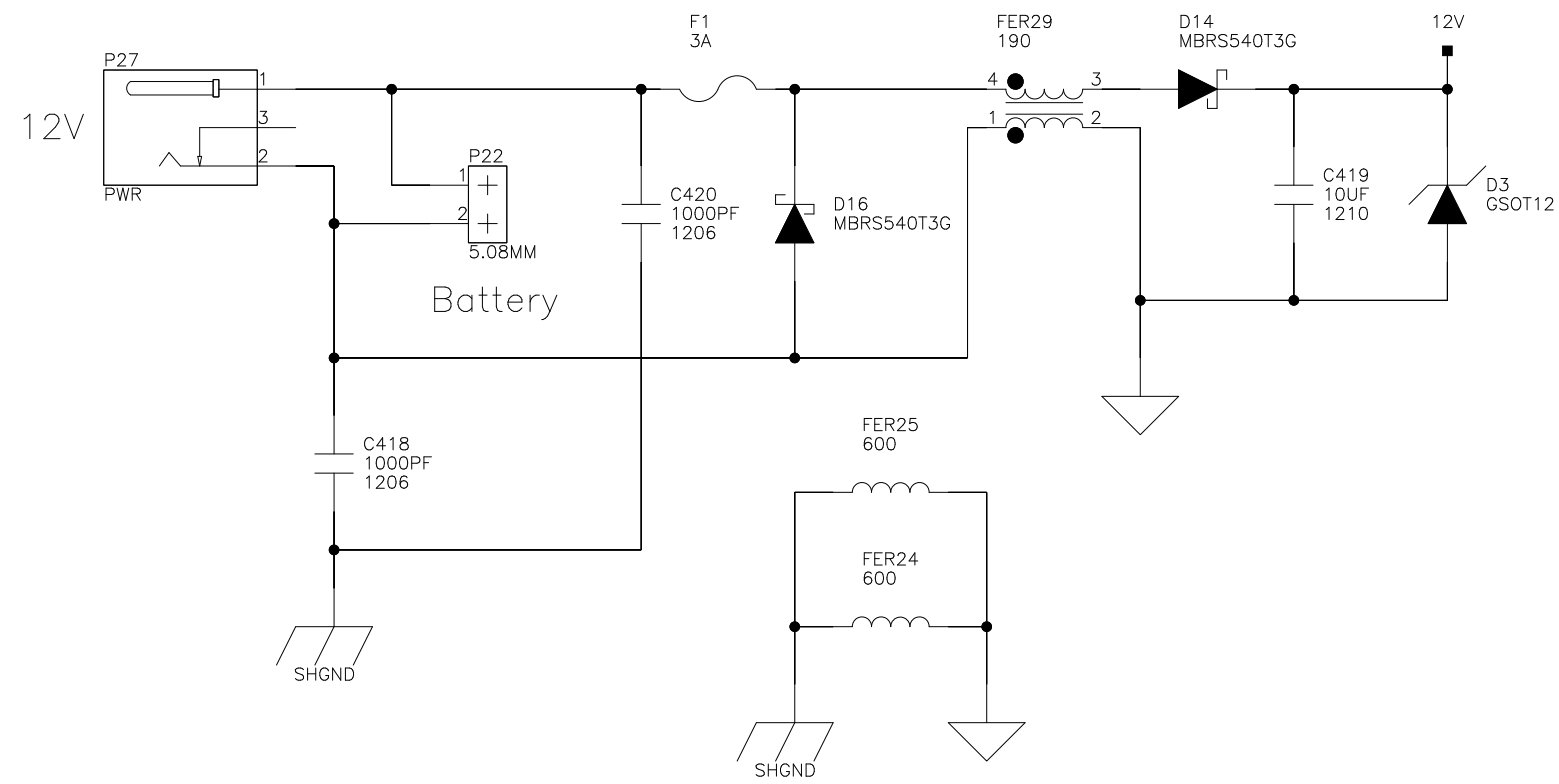 F1
3A
FER29
190
D14
MBRS540T3G
12V
P27
1
3
2
PWR
12V
4
3
1
2
P22
1
2
5.08MM
Battery
C420
1000PF
1206
D16
MBRS540T3G
C419
10UF
1210
D3
GSOT12
C418
1000PF
1206
SHGND
FER25
600
FER24
600
SHGND